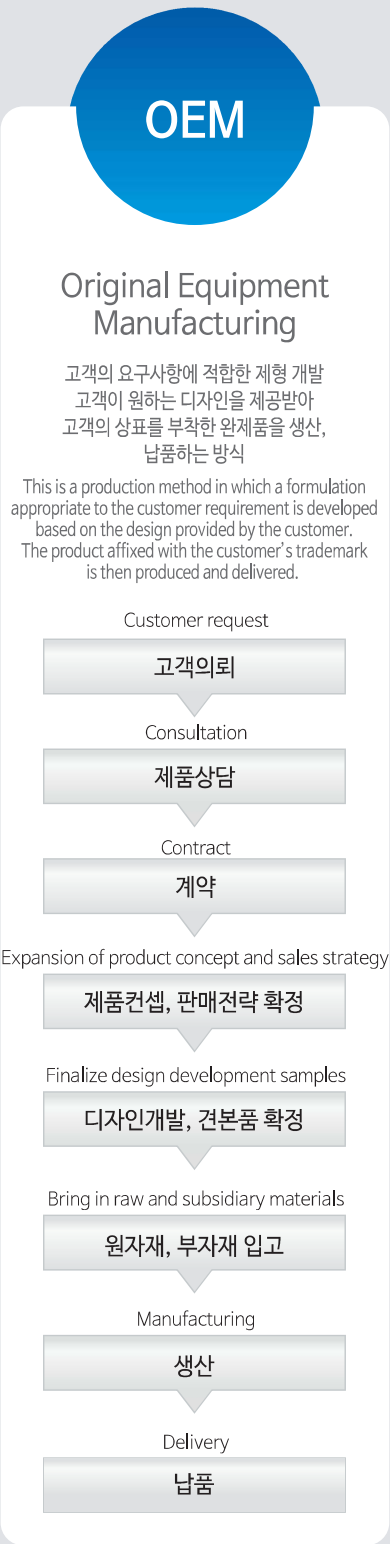 OEM
Original Equipment
Manufacturing
고객의 요구사항에 적합한 제형 개발
고객이 원하는 디자인을 제공받아
고객의 상표를 부착한 완제품을 생산,
납품하는 방식
This is a production method in which a formulation
appropriate to the customer requirement is developed
based on the design provided by the customer.
The product affixed with the customer's trademark
is then produced and delivered.
Customer request
고객의뢰
Consultation
제품상담
Contract
계약
Expansion of product concept and sales strategy
제품컨셉, 판매전략 확정
Finalize design development samples
디자인개발, 견본품 확정
Bring in raw and subsidiary materials
원자재, 부자재 입고
Manufacturing
생산
Delivery
납품